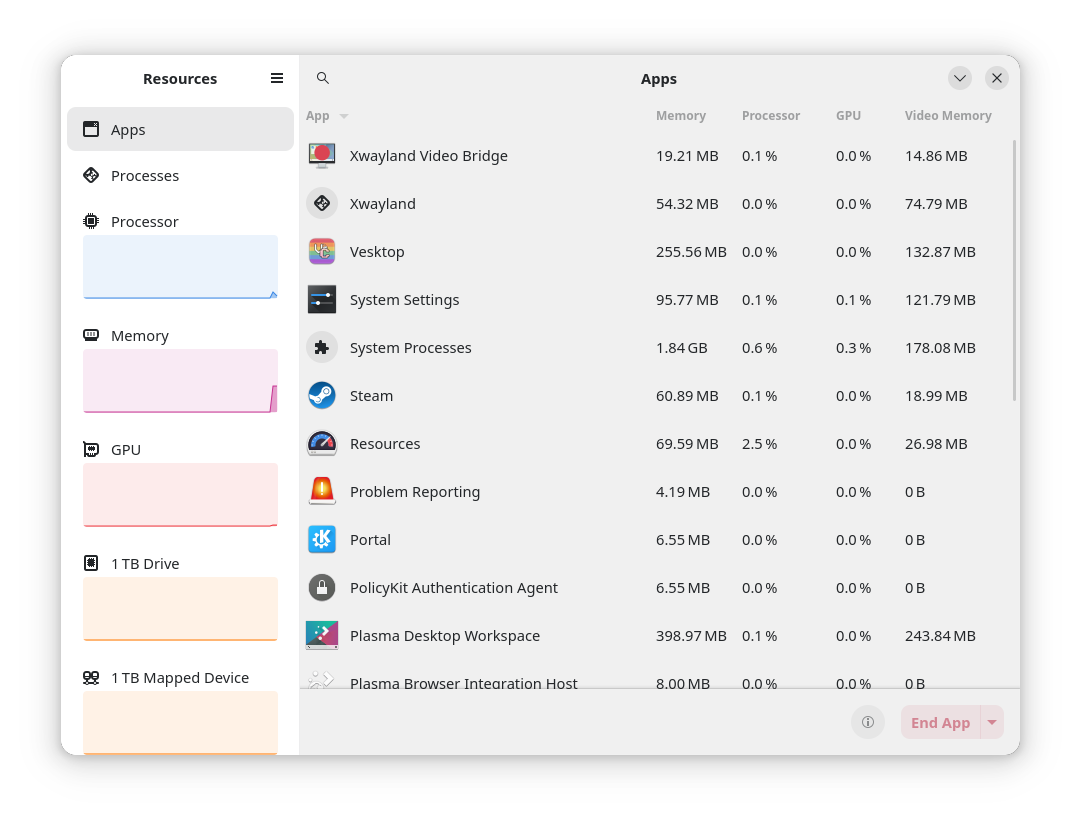 Resources
Apps
Apps
Processes
Processor
Memory
GPU
1 TB Drive
1 TB Mapped Device
App Memory Processor GPU Video Memory
Xwayland Video Bridge 19.21 MB 0.1 % 0.0 % 14.86 MB
Xwayland 54.32 MB 0.0 % 0.0 % 74.79 MB
Vesktop 255.56 MB 0.0 % 0.0 % 132.87 MB
System Settings 95.77 MB 0.1 % 0.1 % 121.79 MB
System Processes 1.84 GB 0.6 % 0.3 % 178.08 MB
Steam 60.89 MB 0.1 % 0.0 % 18.99 MB
Resources 69.59 MB 2.5 % 0.0 % 26.98 MB
Problem Reporting 4.19 MB 0.0 % 0.0 % 0 B
Portal 6.55 MB 0.0 % 0.0 % 0 B
PolicyKit Authentication Agent 6.55 MB 0.0 % 0.0 % 0 B
Plasma Desktop Workspace 398.97 MB 0.1 % 0.0 % 243.84 MB
Plasma Browser Integration Host 8.00 MB 0.0 % 0.0 % 0 B
End App